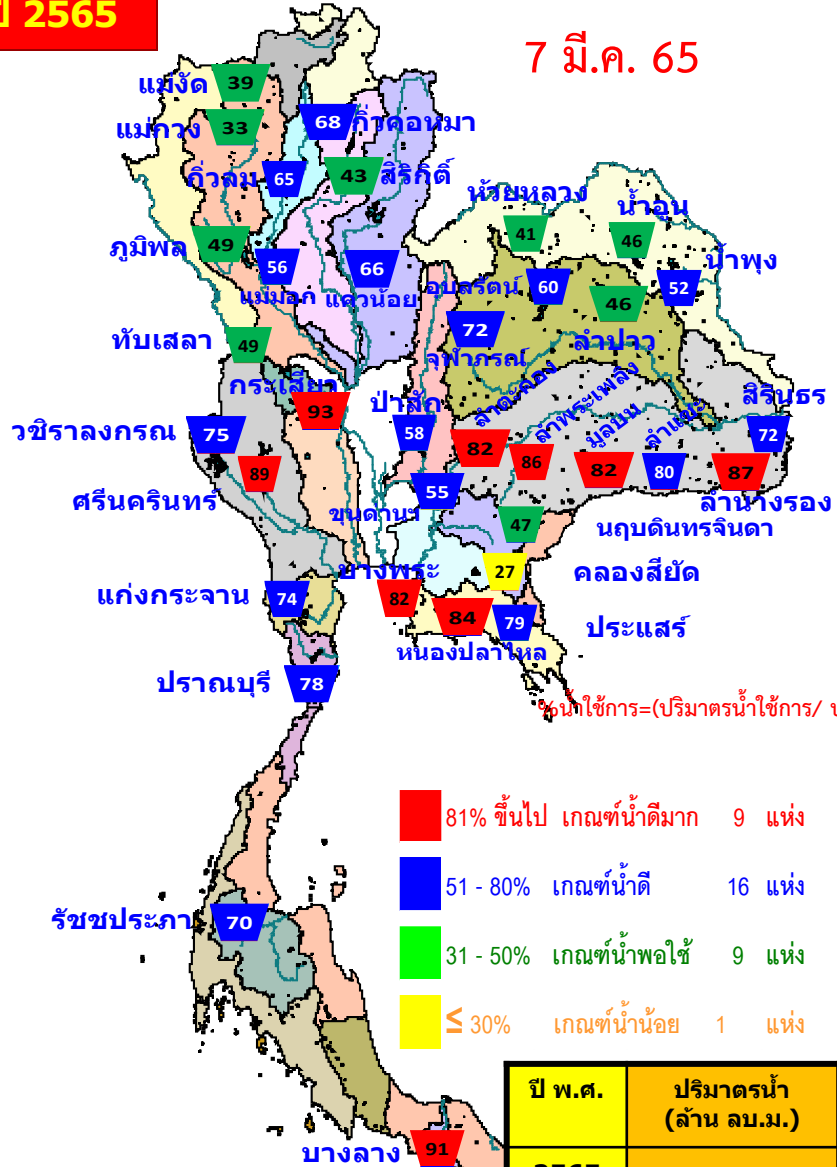 ปี 2565
7 มี.ค. 65
แม่งัด 39
แม่กวง 33
68 กิ่วคอหมา
กิ่วลม 65
43 สิริกิติ์
ห้วยหลวง 41
น้ำอูน 46
ภูมิพล 49
56 แม่มอก
66 แควน้อย
อุบลรัตน์ 60
น้ำพุง 52
46 ลำปาว
72 จุฬาภรณ์
ทับเสลา 49
กระเสียว 93
ป่าสัก 58
ลำตะคอง 82
ลำพระเพลิง 86
มูลบน 82
ลำแชะ 80
สิรินธร 72
วชิราลงกรณ 75
ศรีนครินทร์ 89
87 ลำนางรอง
ขุนด่านฯ 55
47 นฤบดินทรจินดา
บางพระ 82
27 คลองสียัด
แก่งกระจาน 74
84 หนองปลาไหล
79 ประแสร์
ปราณบุรี 78
%น้ำใช้การ=(ปริมาตรน้ำใช้การ/
81% ขึ้นไป เกณฑ์น้ำดีมาก 9 แห่ง
51 - 80% เกณฑ์น้ำดี 16 แห่ง
31 - 50% เกณฑ์น้ำพอใช้ 9 แห่ง
≤ 30% เกณฑ์น้ำน้อย 1 แห่ง
รัชชประภา 70
บางลาง 91
ปี พ.ศ. ปริมาตรน้ำ
(ล้าน ลบ.ม.)
2565